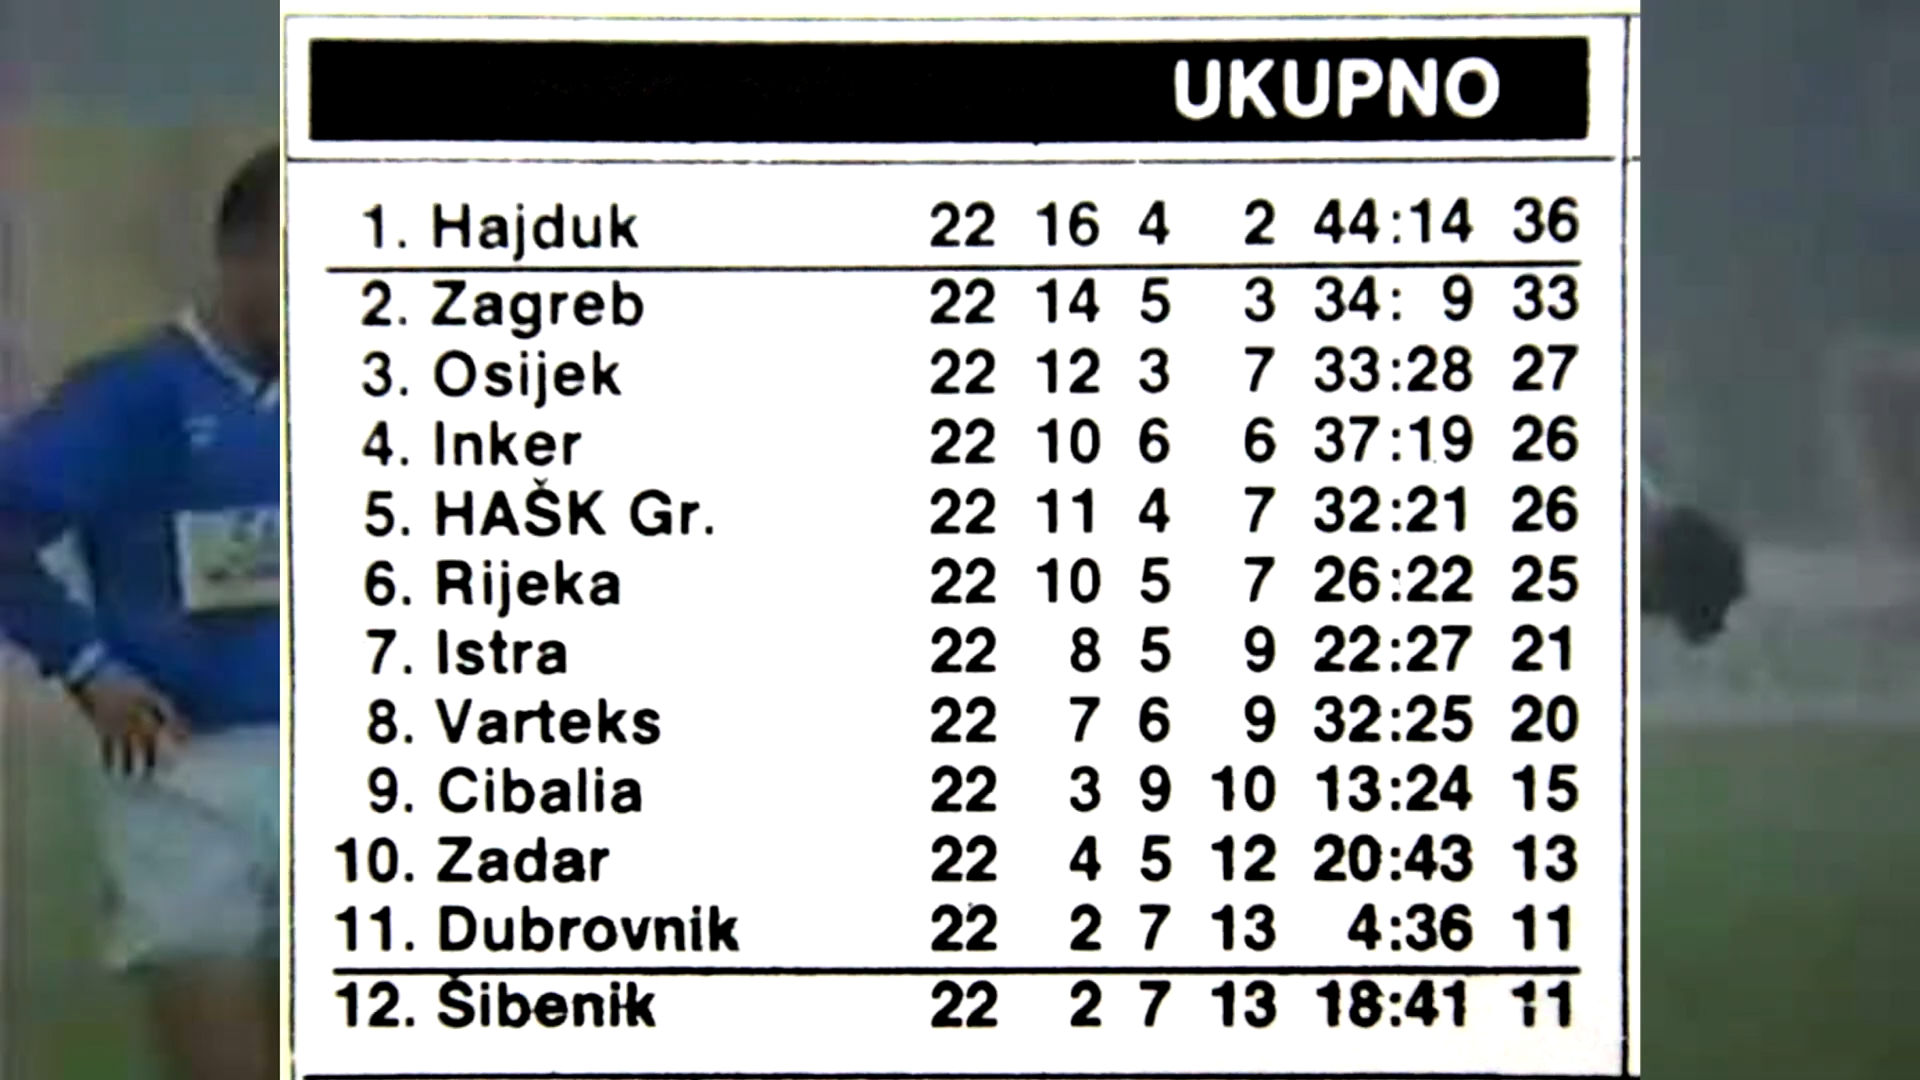 UKUPNO
1. Hajduk 22 16 4 2 44:14 36
2. Zagreb 22 14 5 3 34: 9 33
3. Osijek 22 12 3 7 33:28 27
4. Inker 22 10 6 6 37:19 26
5. HAŠK Gr. 22 11 4 7 32:21 26
6. Rijeka 22 10 5 7 26:22 25
7. Istra 22 8 5 9 22:27 21
8. Varteks 22 7 6 9 32:25 20
9. Cibalia 22 3 9 10 13:24 15
10. Zadar 22 4 5 12 20:43 13
11. Dubrovnik 22 2 7 13 4:36 11
12. Šibenik 22 2 7 13 18:41 11